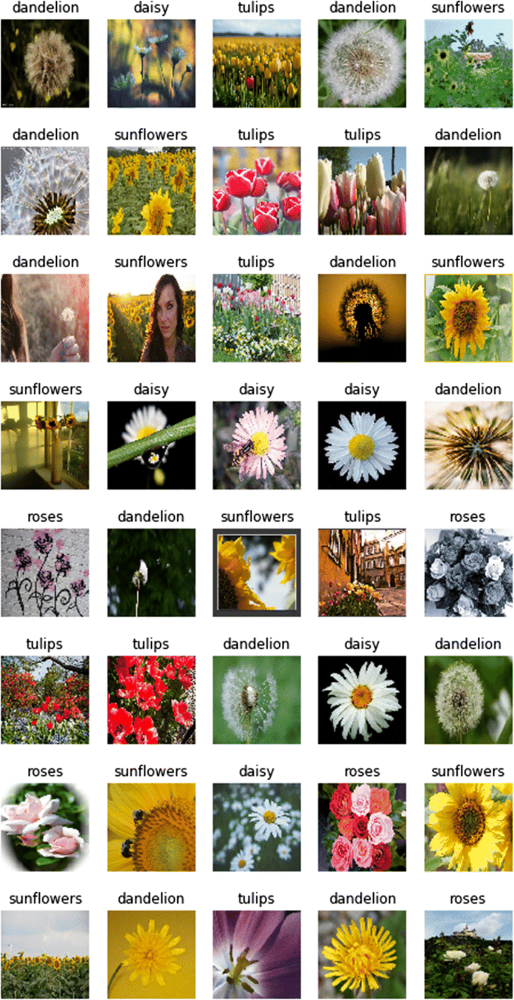 dandelion daisy tulips dandelion sunflowers
dandelion sunflowers tulips tulips dandelion
dandelion sunflowers tulips dandelion sunflowers
sunflowers daisy daisy daisy dandelion
roses dandelion sunflowers tulips roses
tulips tulips dandelion daisy dandelion
roses sunflowers daisy roses sunflowers
sunflowers dandelion tulips dandelion roses